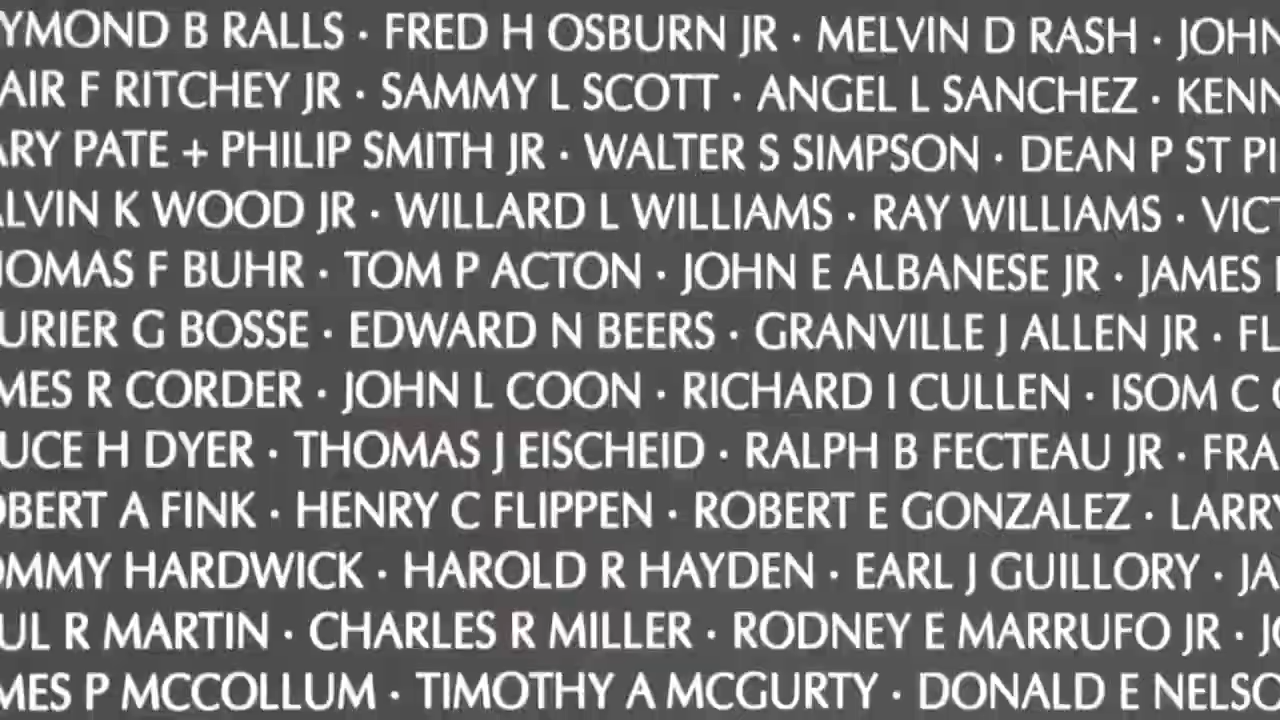 YMOND B RALLS · FRED H OSBURN JR · MELVIN D RASH · JOHN
AIR F RITCHEY JR · SAMMY L SCOTT · ANGEL L SANCHEZ · KENN
ARY PATE + PHILIP SMITH JR · WALTER S SIMPSON · DEAN P ST PI
ALVIN K WOOD JR · WILLARD L WILLIAMS · RAY WILLIAMS · VICT
HOMAS F BUHR · TOM P ACTON · JOHN E ALBANESE JR · JAMES
URIER G BOSSE · EDWARD N BEERS · GRANVILLE J ALLEN JR · FL
MES R CORDER · JOHN L COON · RICHARD I CULLEN · ISOM C
UCE H DYER · THOMAS J EISCHEID · RALPH B FECTEAU JR · FRA
OBERT A FINK · HENRY C FLIPPEN · ROBERT E GONZALEZ · LARRY
OMMY HARDWICK · HAROLD R HAYDEN · EARL J GUILLORY · JA
UL R MARTIN · CHARLES R MILLER · RODNEY E MARRUFO JR · JO
MES P MCCOLLUM · TIMOTHY A MCGURTY · DONALD E NELSO